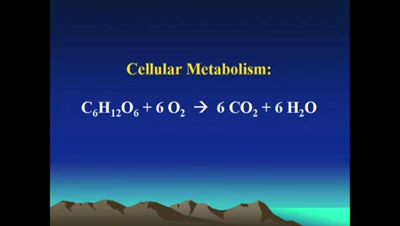 Cellular Metabolism:
C₆H₁₂O₆ + 6 O₂ → 6 CO₂ + 6 H₂O